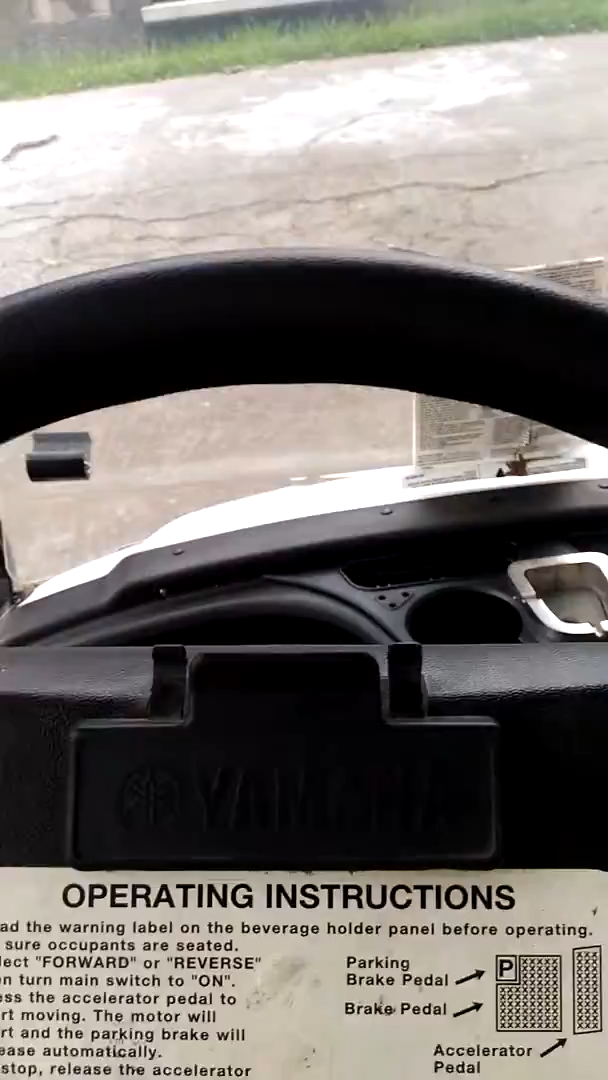 YAMAHA
OPERATING INSTRUCTIONS
ad the warning label on the beverage holder panel before operating.
sure occupants are seated.
lect "FORWARD" or "REVERSE"
en turn main switch to "ON".
ess the accelerator pedal to
rt moving. The motor will
rt and the parking brake will
ease automatically.
stop, release the accelerator
Parking
Brake Pedal
P
Brake Pedal
Accelerator
Pedal